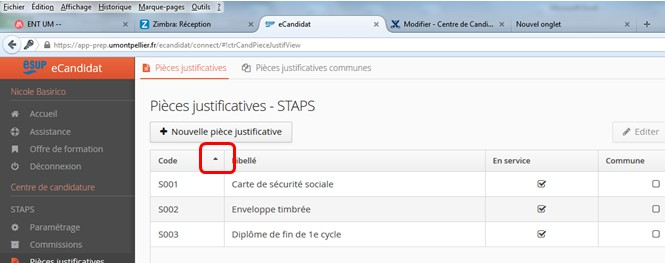 Fichier Édition Affichage Historique Marque-pages Outils ?
ENT UM -- Zimbra: Réception eCandidat Modifier - Centre de Candi... Nouvel onglet
https://app-prep.umontpellier.fr/ecandidat/connect/#!ctrCandPieceJustifView
esup eCandidat
Pièces justificatives Pièces justificatives communes
Nicole Basirico
Accueil
Assistance
Offre de formation
Déconnexion
Centre de candidature
STAPS
Paramétrage
Commissions
Pièces justificatives
Pièces justificatives - STAPS
Nouvelle pièce justificative Editer
Code Libellé En service Commune
S001 Carte de sécurité sociale
S002 Enveloppe timbrée
S003 Diplôme de fin de 1e cycle